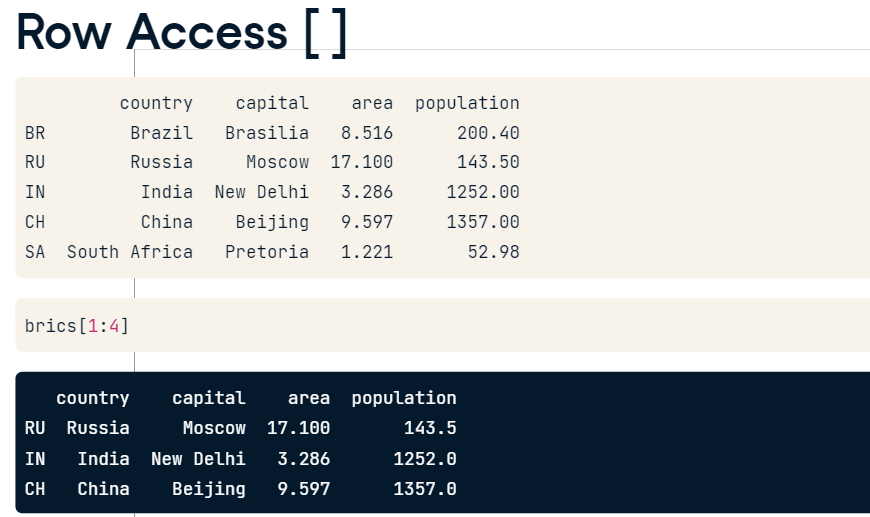 Row Access [ ]
country capital area population
BR Brazil Brasilia 8.516 200.40
RU Russia Moscow 17.100 143.50
IN India New Delhi 3.286 1252.00
CH China Beijing 9.597 1357.00
SA South Africa Pretoria 1.221 52.98
brics[1:4]
country capital area population
RU Russia Moscow 17.100 143.5
IN India New Delhi 3.286 1252.0
CH China Beijing 9.597 1357.0